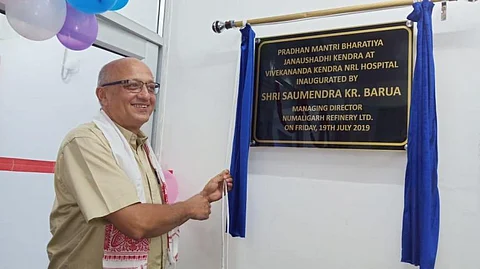 PRADHAN MANTRI BHARATIYA
JANAUSHADHI KENDRA AT
VIVEKANANDA KENDRA NRL HOSPITAL
INAUGURATED BY
SHRI SAUMENDRA KR. BARUA
MANAGING DIRECTOR
NUMALIGARH REFINERY LTD.
ON FRIDAY, 19TH JULY 2019